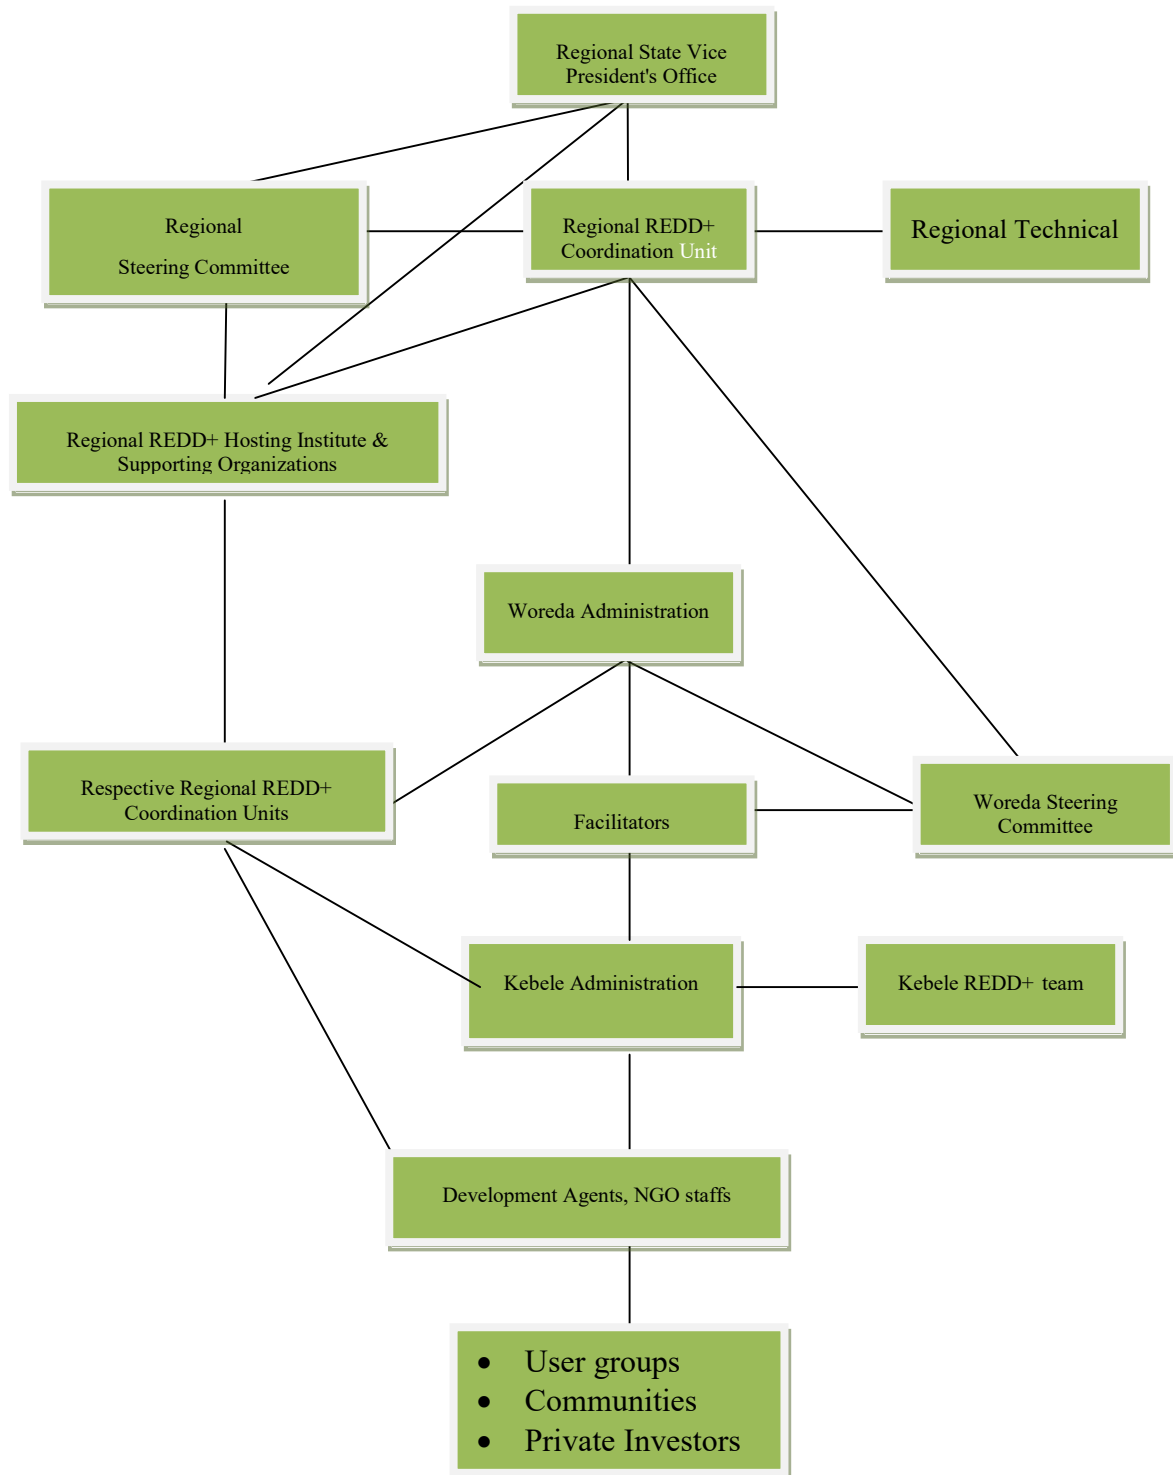 Regional State Vice
President's Office
Regional
Steering Committee
Regional REDD+
Coordination Unit
Regional Technical
Regional REDD+ Hosting Institute &
Supporting Organizations
Woreda Administration
Respective Regional REDD+
Coordination Units
Facilitators
Woreda Steering
Committee
Kebele Administration
Kebele REDD+ team
Development Agents, NGO staffs
• User groups
• Communities
• Private Investors